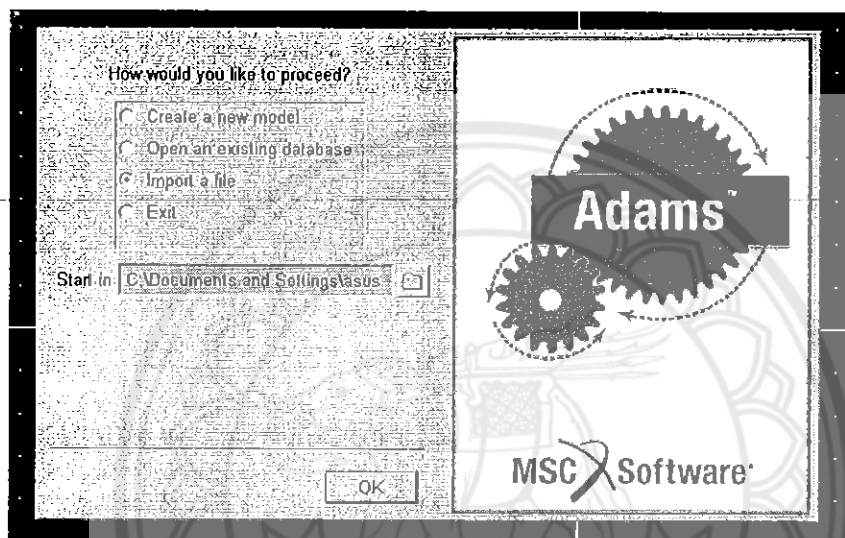 How would you like to proceed?
Create a new model
Open an existing database
Import a file
Exit
Start in
C:\Documents and Settings\asus
OK
Adams
MSC Software